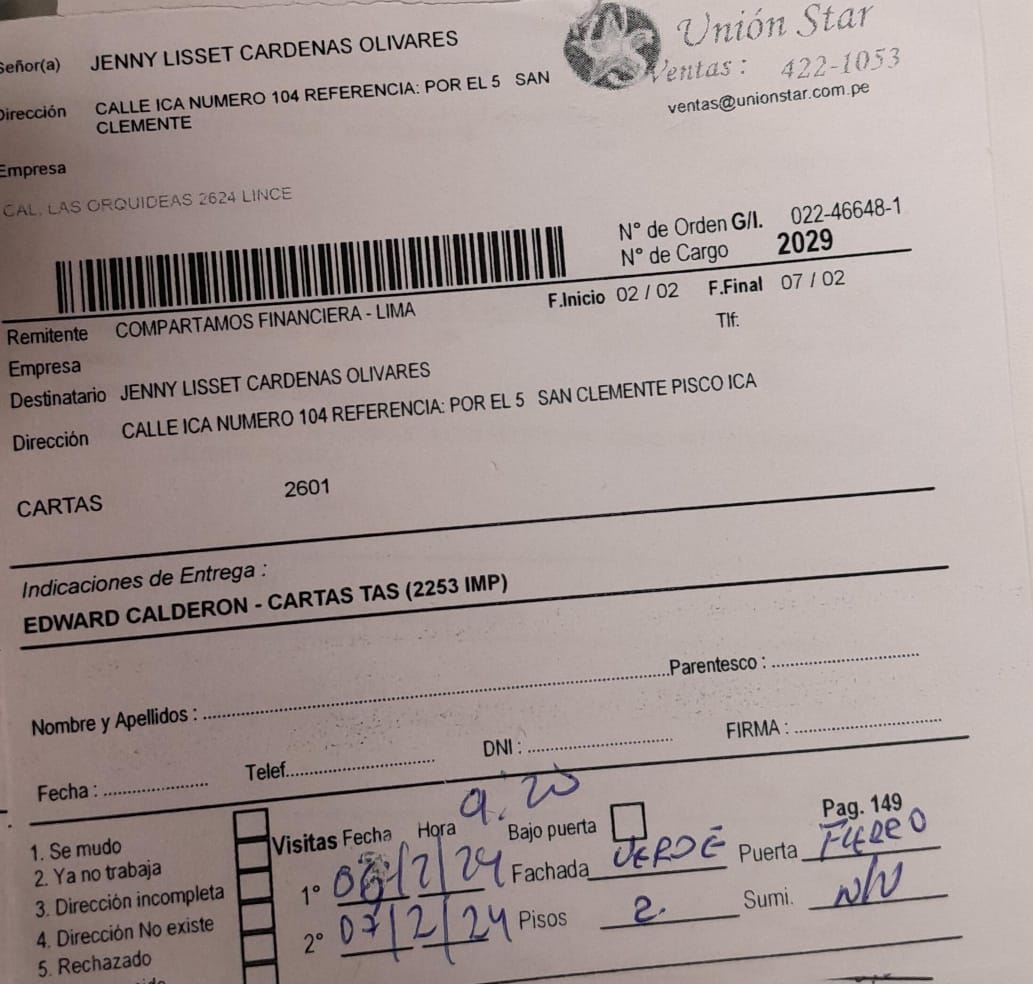 Señor(a) JENNY LISSET CARDENAS OLIVARES
Unión Star
Ventas: 422-1053
ventas@unionstar.com.pe
Dirección CALLE ICA NUMERO 104 REFERENCIA: POR EL 5 SAN
CLEMENTE
Empresa
CAL. LAS ORQUIDEAS 2624 LINCE
N° de Orden G/I. 022-46648-1
N° de Cargo 2029
Remitente COMPARTAMOS FINANCIERA - LIMA F.Inicio 02 / 02 F.Final 07 / 02
Empresa Tlf:
Destinatario JENNY LISSET CARDENAS OLIVARES
Dirección CALLE ICA NUMERO 104 REFERENCIA: POR EL 5 SAN CLEMENTE PISCO ICA
CARTAS 2601
Indicaciones de Entrega :
EDWARD CALDERON - CARTAS TAS (2253 IMP)
Nombre y Apellidos : Parentesco :
Fecha : Telef. DNI : FIRMA :
9:20
Pag. 149
Visitas Fecha Hora Bajo puerta
1. Se mudo
2. Ya no trabaja
3. Dirección incompleta
4. Dirección No existe
5. Rechazado
1° /2/24 Fachada VERDE Puerta FIERRO
2° 07/2/24 Pisos 2. Sumi. N/N